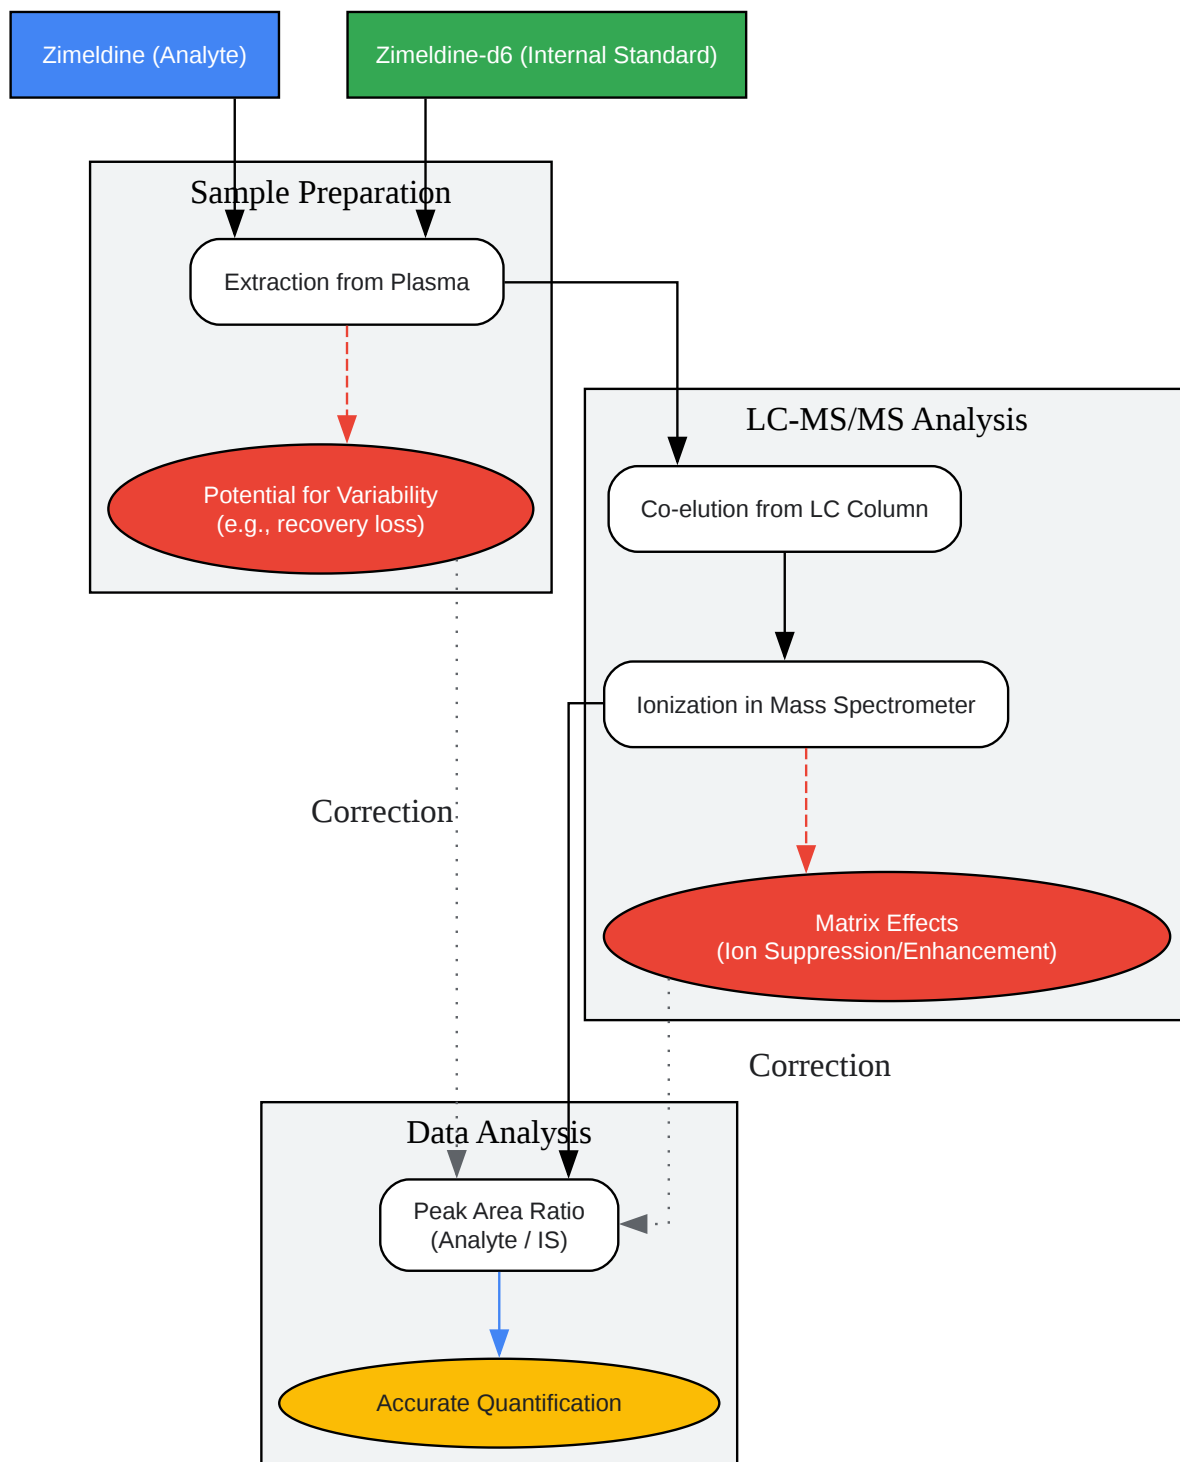 Zimeldine (Analyte)
Zimeldine-d6 (Internal Standard)
Sample Preparation
Extraction from Plasma
Potential for Variability
(e.g., recovery loss)
LC-MS/MS Analysis
Co-elution from LC Column
Ionization in Mass Spectrometer
Correction
Matrix Effects
(Ion Suppression/Enhancement)
Correction
Data Analysis
Peak Area Ratio
(Analyte / IS)
Accurate Quantification